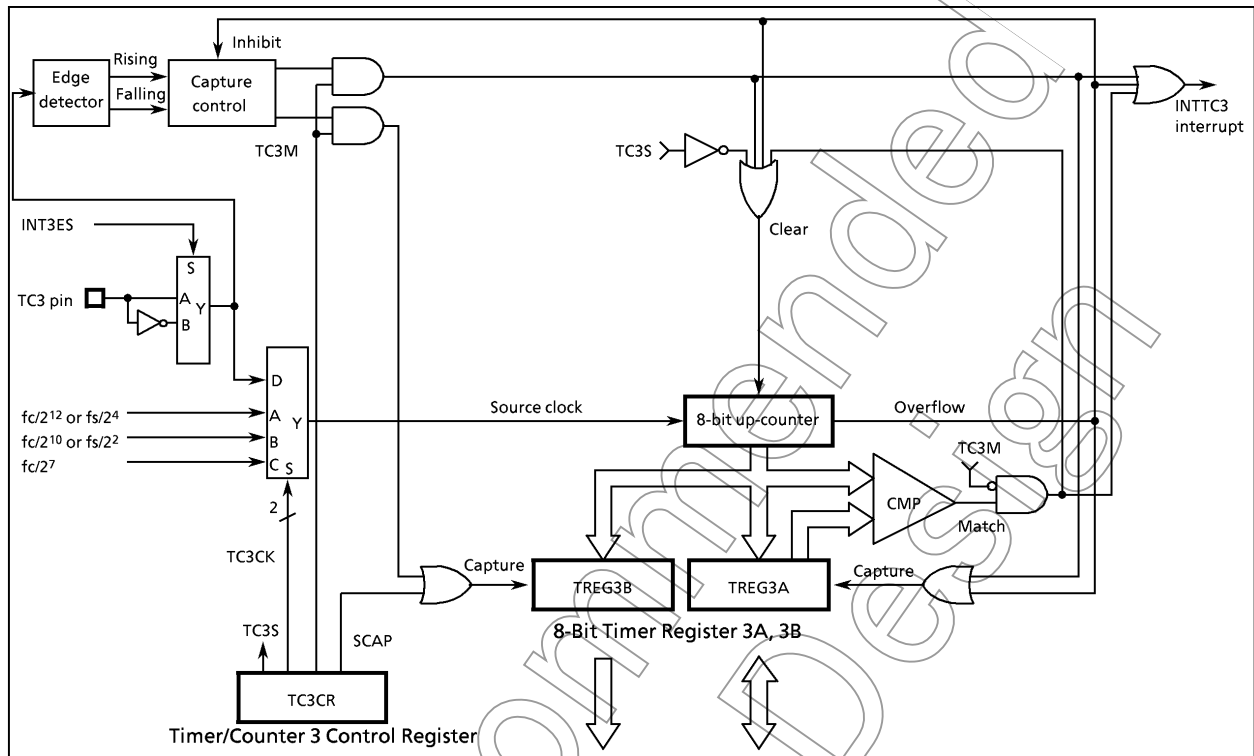 Inhibit
Rising
Edge
detector
Falling
Capture
control
INTTC3
interrupt
TC3M
TC3S
Clear
INT3ES
S
TC3 pin
A
Y
B
D
fc/2¹² or fs/2⁴
A
Y
Source clock
8-bit up-counter
Overflow
fc/2¹⁰ or fs/2²
B
fc/2⁷
C
S
TC3M
2
CMP
Match
TC3CK
Capture
TREG3B
TREG3A
Capture
8-Bit Timer Register 3A, 3B
TC3S
SCAP
TC3CR
Timer/Counter 3 Control Register
ommended
Design